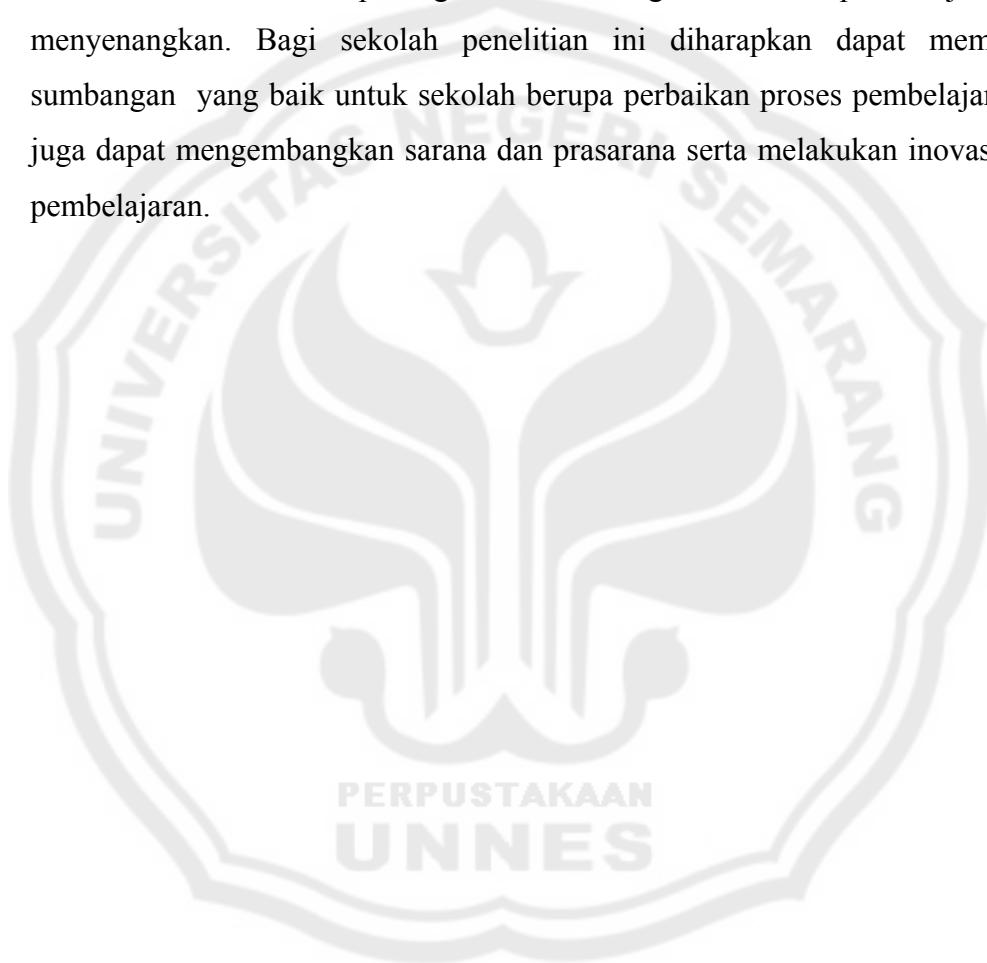 menyenangkan. Bagi sekolah penelitian ini diharapkan dapat mem
sumbangan yang baik untuk sekolah berupa perbaikan proses pembelajar
juga dapat mengembangkan sarana dan prasarana serta melakukan inovas
pembelajaran.
UNIVERSITAS NEGERI SEMARANG
PERPUSTAKAAN
UNNES